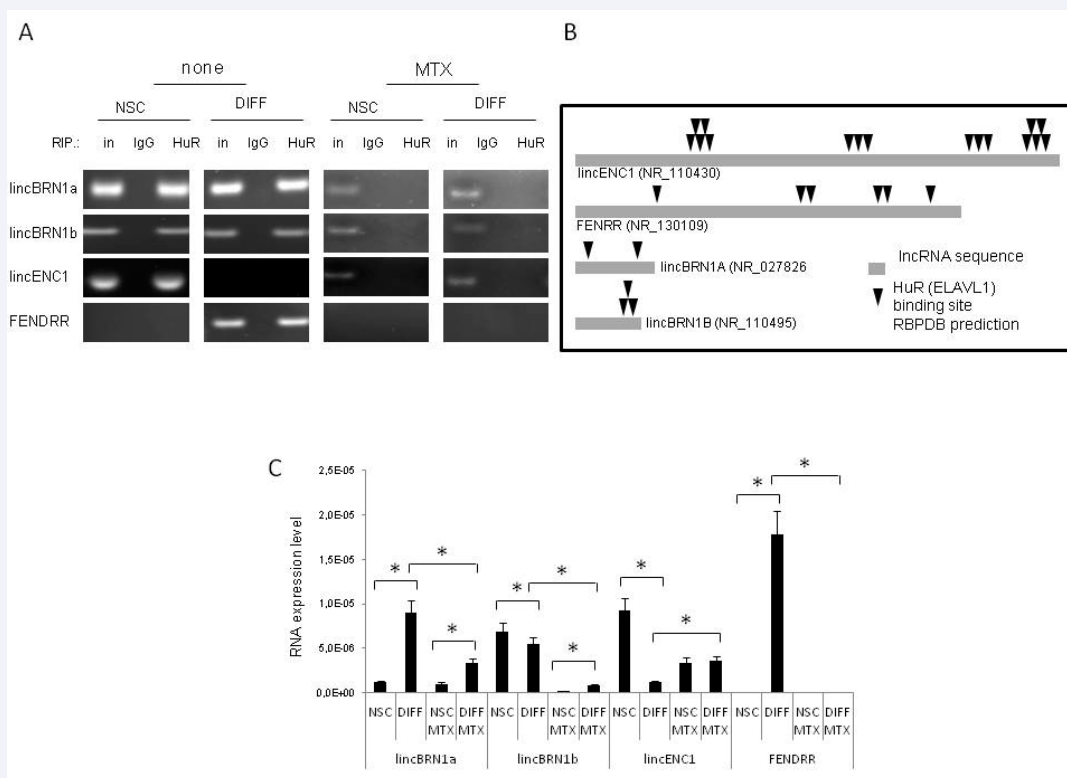 A
none
MTX
NSC
DIFF
NSC
DIFF
RIP.: in IgG HuR in IgG HuR in IgG HuR in IgG HuR
lincBRN1a
lincBRN1b
lincENC1
FENDRR
B
lincENC1 (NR_110430)
FENRR (NR_130109)
lincBRN1A (NR_027826
lincBRN1B (NR_110495)
lncRNA sequence
HuR (ELAVL1)
binding site
RBPDB prediction
C
RNA expression level
2,5E-05
2,0E-05
1,5E-05
1,0E-05
5,0E-06
0,0E+00
* * * * * * * * * *
NSC DIFF NSC MTX DIFF MTX NSC DIFF NSC MTX DIFF MTX NSC DIFF NSC MTX DIFF MTX NSC DIFF NSC MTX DIFF MTX
lincBRN1a lincBRN1b lincENC1 FENDRR